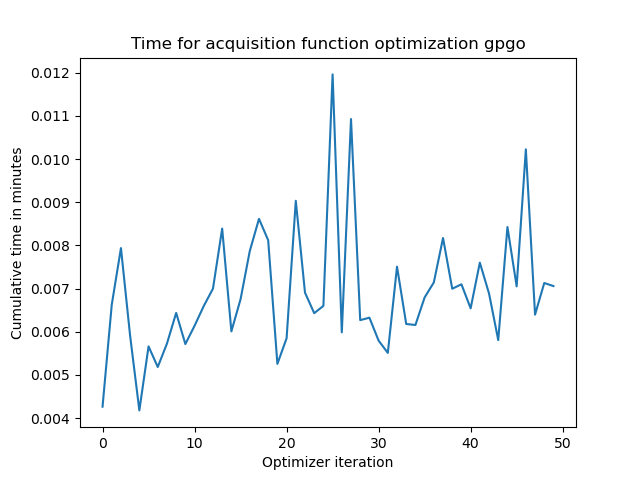 Time for acquisition function optimization gpgo
0.012
0.011
0.010
0.009
0.008
0.007
0.006
0.005
0.004
Cumulative time in minutes
0 10 20 30 40 50
Optimizer iteration